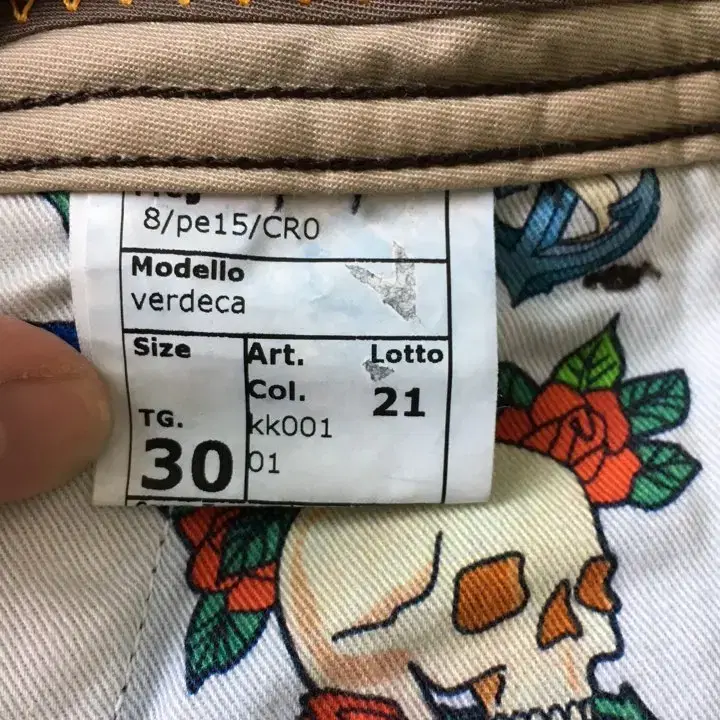 8/pe15/CR0
Modello
verdeca
Size
TG.
30
Art.
Col.
kk001
01
Lotto
21